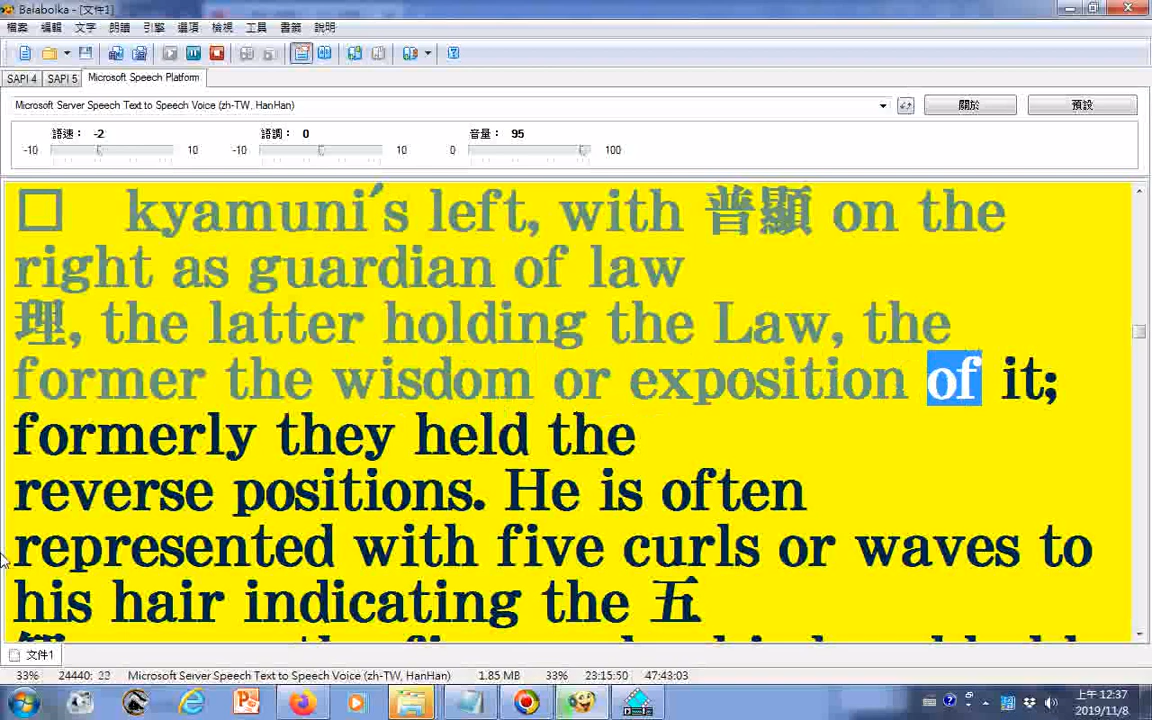 Balabolka - [文件1]
檔案 編輯 文字 朗讀 引擎 選項 檢視 工具 書籤 說明
SAPI 4 SAPI 5 Microsoft Speech Platform
Microsoft Server Speech Text to Speech Voice (zh-TW, HanHan) 關於 預設
語速： -2 語調： 0 音量： 95
-10 10 -10 10 0 100
□ kyamuni's left, with 普顯 on the
right as guardian of law
理, the latter holding the Law, the
former the wisdom or exposition of it;
formerly they held the
reverse positions. He is often
represented with five curls or waves to
his hair indicating the 五
文件1
33% 24440: 23 Microsoft Server Speech Text to Speech Voice (zh-TW, HanHan) 1.85 MB 33% 23:15:50 47:43:03
上午 12:37
2019/11/8